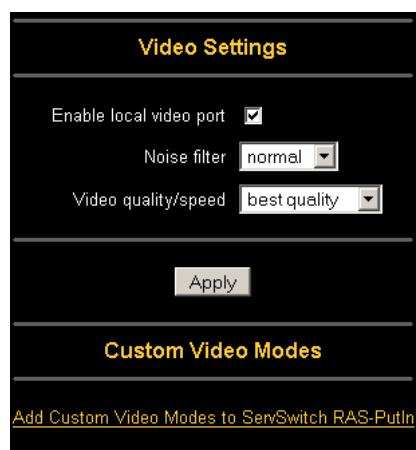 Video Settings
Enable local video port
Noise filter normal
Video quality/speed best quality
Apply
Custom Video Modes
Add Custom Video Modes to ServSwitch RAS-PutIn